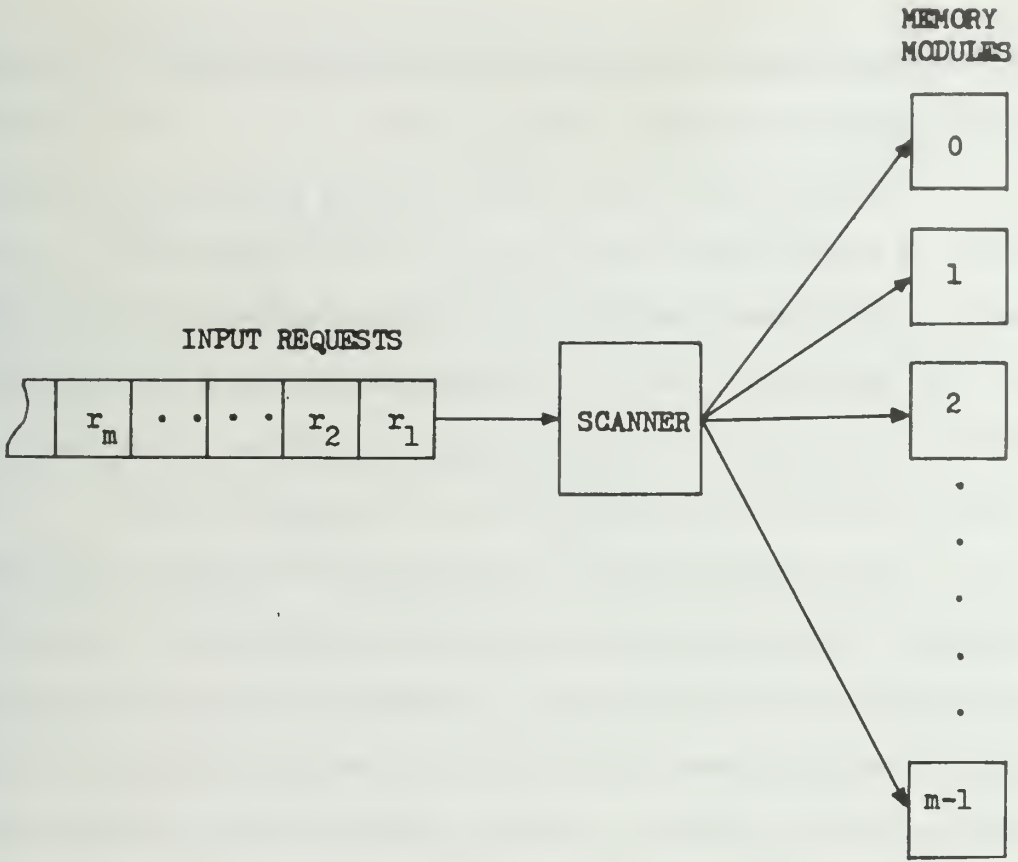 MEMORY
MODULES
0
1
INPUT REQUESTS
2
r_m . . . . r_2 r_1
SCANNER
.
.
.
.
.
m-1